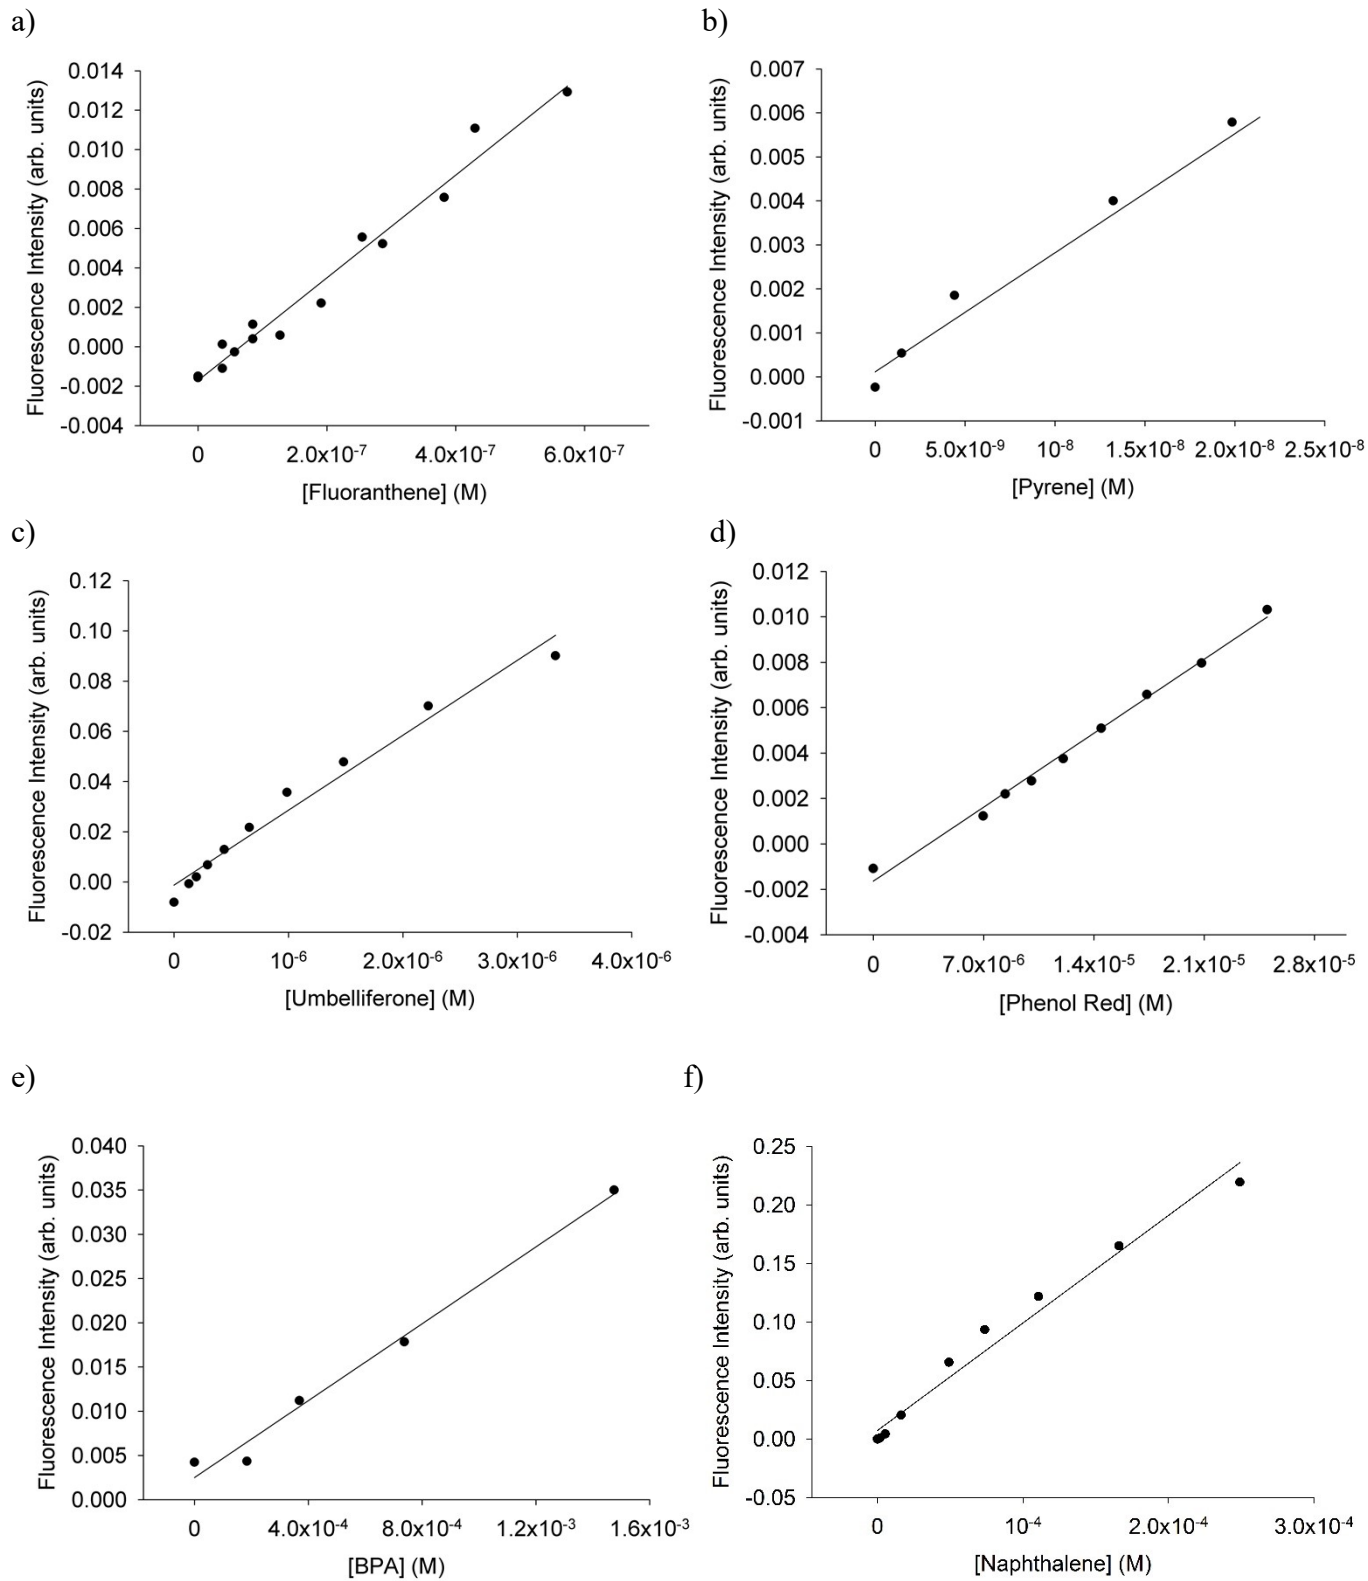 a)
Fluorescence Intensity (arb. units)
0.014
0.012
0.010
0.008
0.006
0.004
0.002
0.000
-0.002
-0.004
0 2.0x10⁻⁷ 4.0x10⁻⁷ 6.0x10⁻⁷
[Fluoranthene] (M)
b)
Fluorescence Intensity (arb. units)
0.007
0.006
0.005
0.004
0.003
0.002
0.001
0.000
-0.001
0 5.0x10⁻⁹ 10⁻⁸ 1.5x10⁻⁸ 2.0x10⁻⁸ 2.5x10⁻⁸
[Pyrene] (M)
c)
Fluorescence Intensity (arb. units)
0.12
0.10
0.08
0.06
0.04
0.02
0.00
-0.02
0 10⁻⁶ 2.0x10⁻⁶ 3.0x10⁻⁶ 4.0x10⁻⁶
[Umbelliferone] (M)
d)
Fluorescence Intensity (arb. units)
0.012
0.010
0.008
0.006
0.004
0.002
0.000
-0.002
-0.004
0 7.0x10⁻⁶ 1.4x10⁻⁵ 2.1x10⁻⁵ 2.8x10⁻⁵
[Phenol Red] (M)
e)
Fluorescence Intensity (arb. units)
0.040
0.035
0.030
0.025
0.020
0.015
0.010
0.005
0.000
0 4.0x10⁻⁴ 8.0x10⁻⁴ 1.2x10⁻³ 1.6x10⁻³
[BPA] (M)
f)
Fluorescence Intensity (arb. units)
0.25
0.20
0.15
0.10
0.05
0.00
-0.05
0 10⁻⁴ 2.0x10⁻⁴ 3.0x10⁻⁴
[Naphthalene] (M)